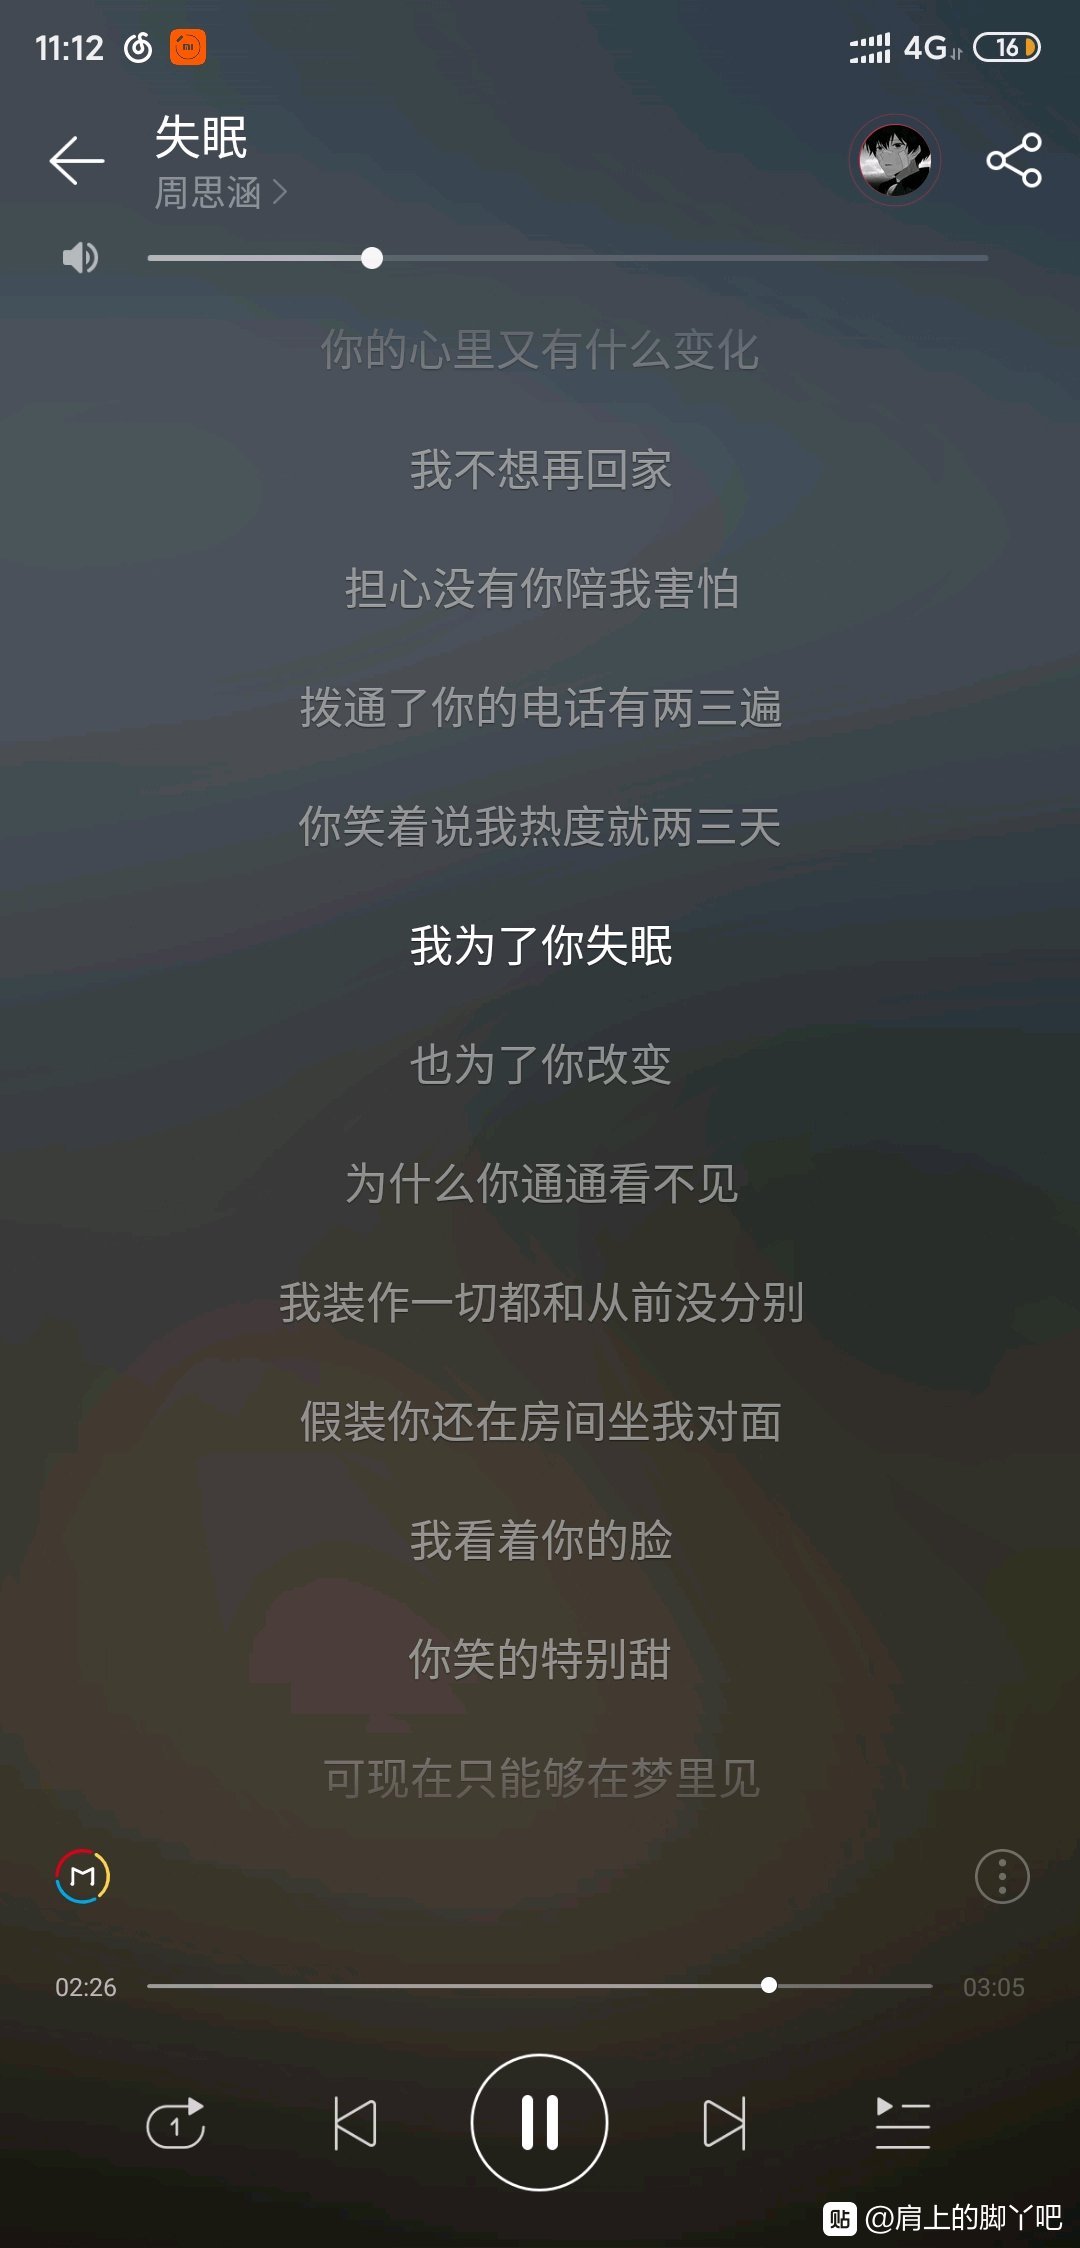 11:12 4G 16
失眠
周思涵
你的心里又有什么变化
我不想再回家
担心没有你陪我害怕
拨通了你的电话有两三遍
你笑着说我热度就两三天
我为了你失眠
也为了你改变
为什么你通通看不见
我装作一切都和从前没分别
假装你还在房间坐我对面
我看着你的脸
你笑的特别甜
可现在只能够在梦里见
02:26 03:05
1
贴 @肩上的脚丫吧